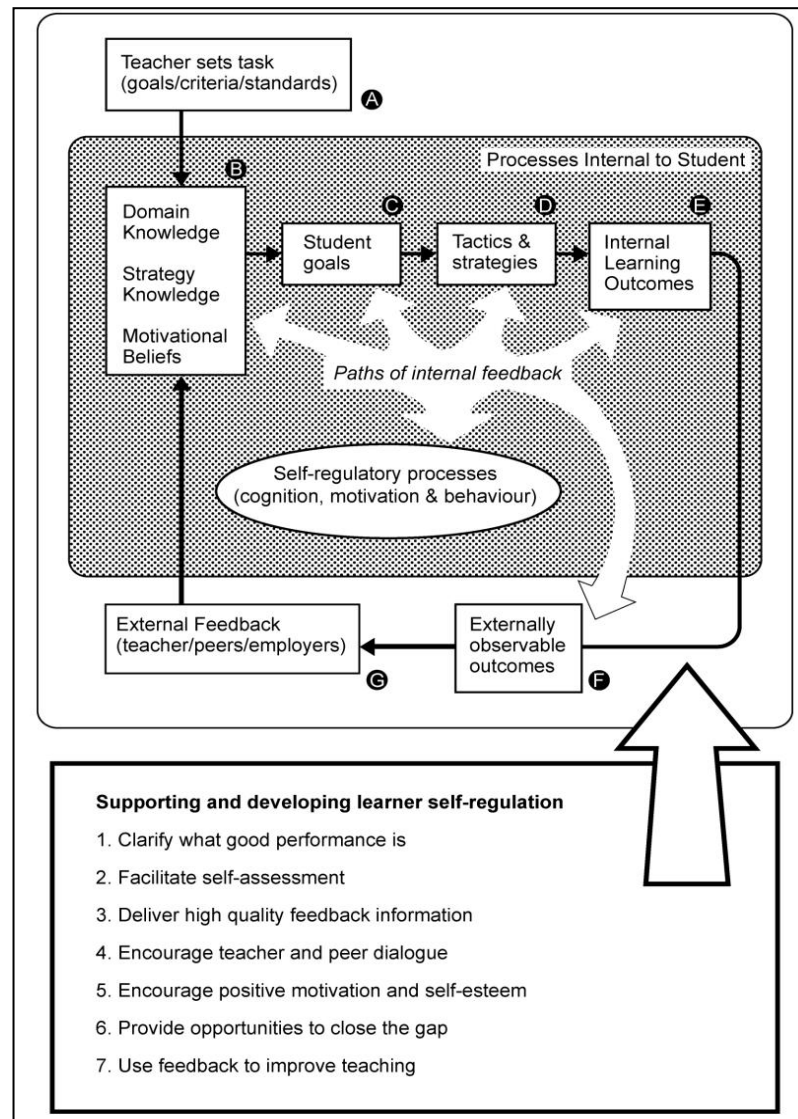 Teacher sets task
(goals/criteria/standards)
A
Processes Internal to Student
B
Domain
Knowledge
Strategy
Knowledge
Motivational
Beliefs
C
Student
goals
D
Tactics &
strategies
E
Internal
Learning
Outcomes
Paths of internal feedback
Self-regulatory processes
(cognition, motivation & behaviour)
External Feedback
(teacher/peers/employers)
G
Externally
observable
outcomes
F
Supporting and developing learner self-regulation
1. Clarify what good performance is
2. Facilitate self-assessment
3. Deliver high quality feedback information
4. Encourage teacher and peer dialogue
5. Encourage positive motivation and self-esteem
6. Provide opportunities to close the gap
7. Use feedback to improve teaching